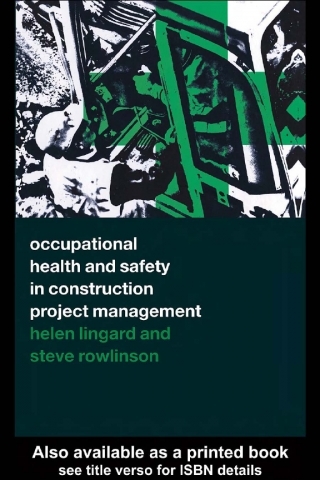 occupational
health and safety
in construction
project management
helen lingard and
steve rowlinson
Also available as a printed book
see title verso for ISBN details